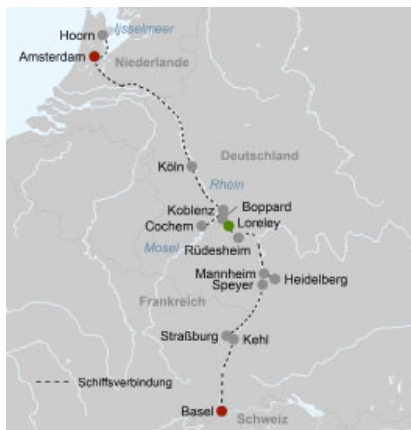 Hoorn
Ijsselmeer
Amsterdam
Niederlande
Köln
Deutschland
Rhein
Koblenz
Boppard
Cochem
Loreley
Mosel
Rüdesheim
Mannheim
Speyer
Heidelberg
Frankreich
Straßburg
Kehl
Schiffsverbindung
Basel
Schweiz